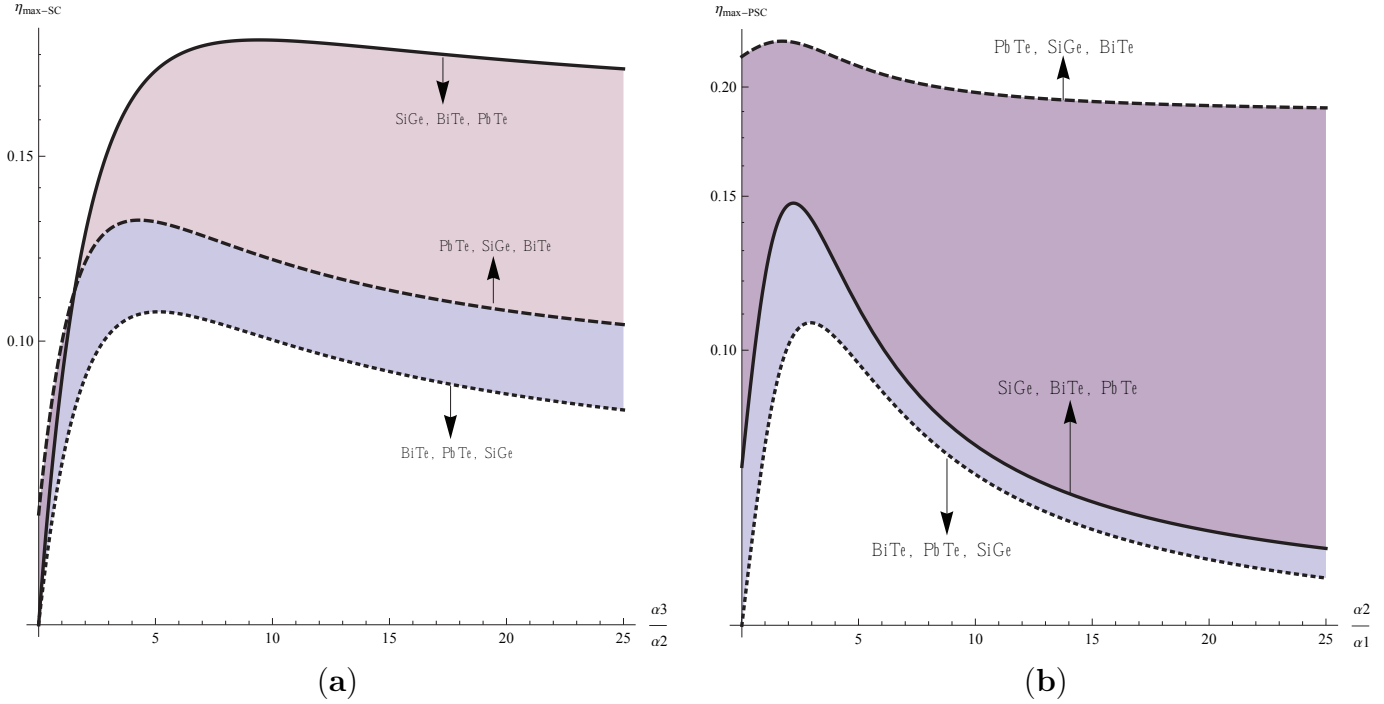 ηmax−SC
0.15
0.10
SiGe, BiTe, PbTe
PbTe, SiGe, BiTe
BiTe, PbTe, SiGe
5
10
15
20
25
α3
α2
(a)
ηmax−PSC
0.20
0.15
0.10
PbTe, SiGe, BiTe
SiGe, BiTe, PbTe
BiTe, PbTe, SiGe
5
10
15
20
25
α2
α1
(b)